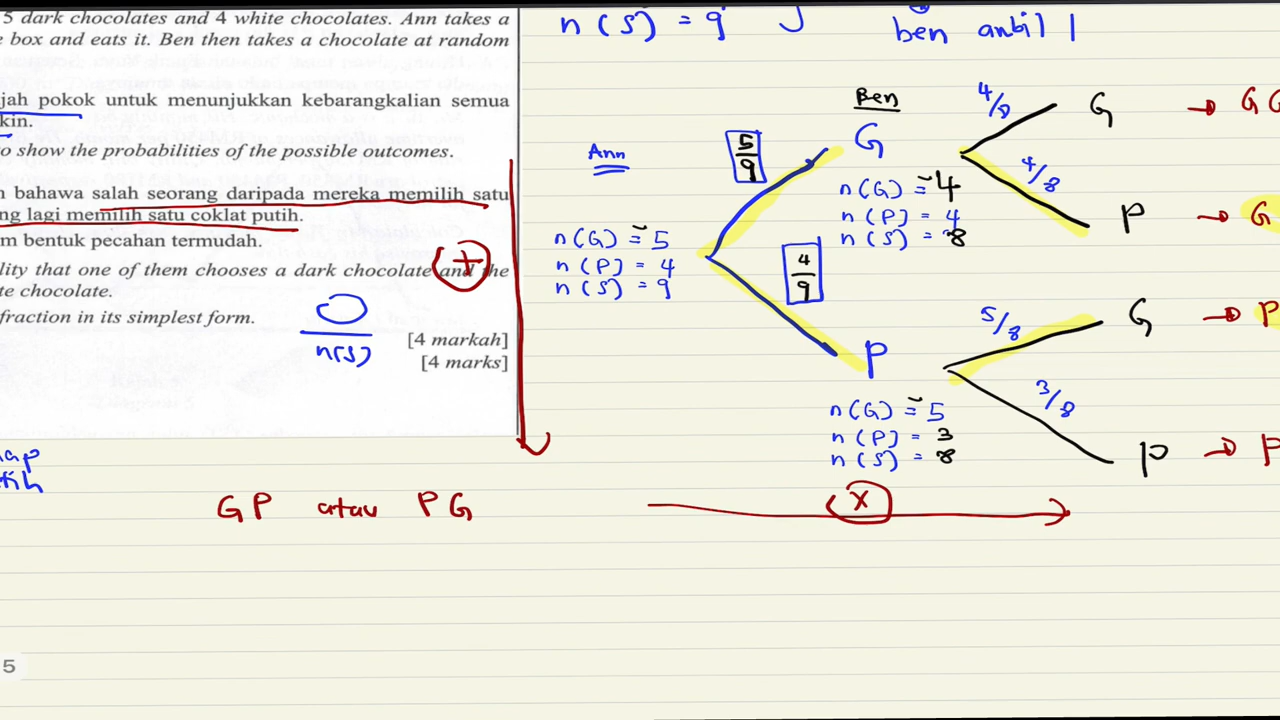 5 dark chocolates and 4 white chocolates. Ann takes a
box and eats it. Ben then takes a chocolate at random
jah pokok untuk menunjukkan kebarangkalian semua
kin.
to show the probabilities of the possible outcomes.
bahawa salah seorang daripada mereka memilih satu
ng lagi memilih satu coklat putih.
m bentuk pecahan termudah.
lity that one of them chooses a dark chocolate and the
te chocolate.
fraction in its simplest form.
[4 markah]
[4 marks]
n(S)
+
GP atau PG
5
n(S) = 9
ben ambil 1
Ann
n(G) = 5
n(P) = 4
n(S) = 9
5/9
4/9
Ben
G
n(G) = 4
n(P) = 4
n(S) = 8
P
n(G) = 5
n(P) = 3
n(S) = 8
4/8 G → GG
4/8 P → G
5/8 G → P
3/8 P → P
X